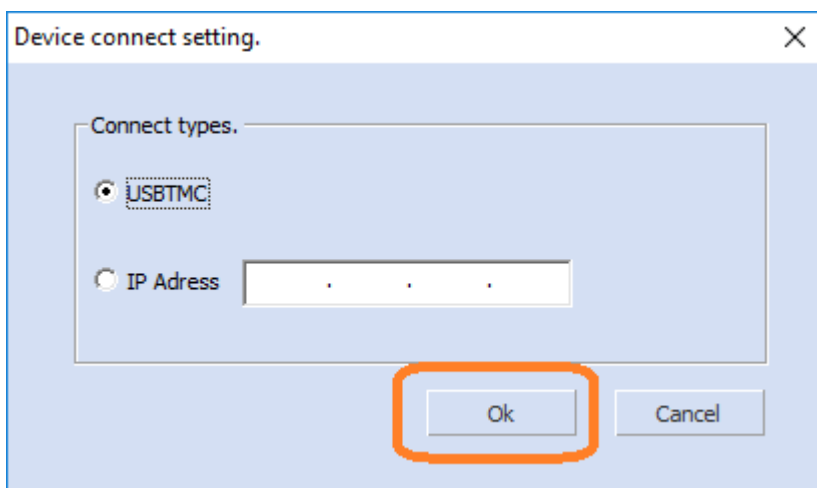 Device connect setting.
Connect types.
USBTMC
IP Adress . . .
Ok Cancel